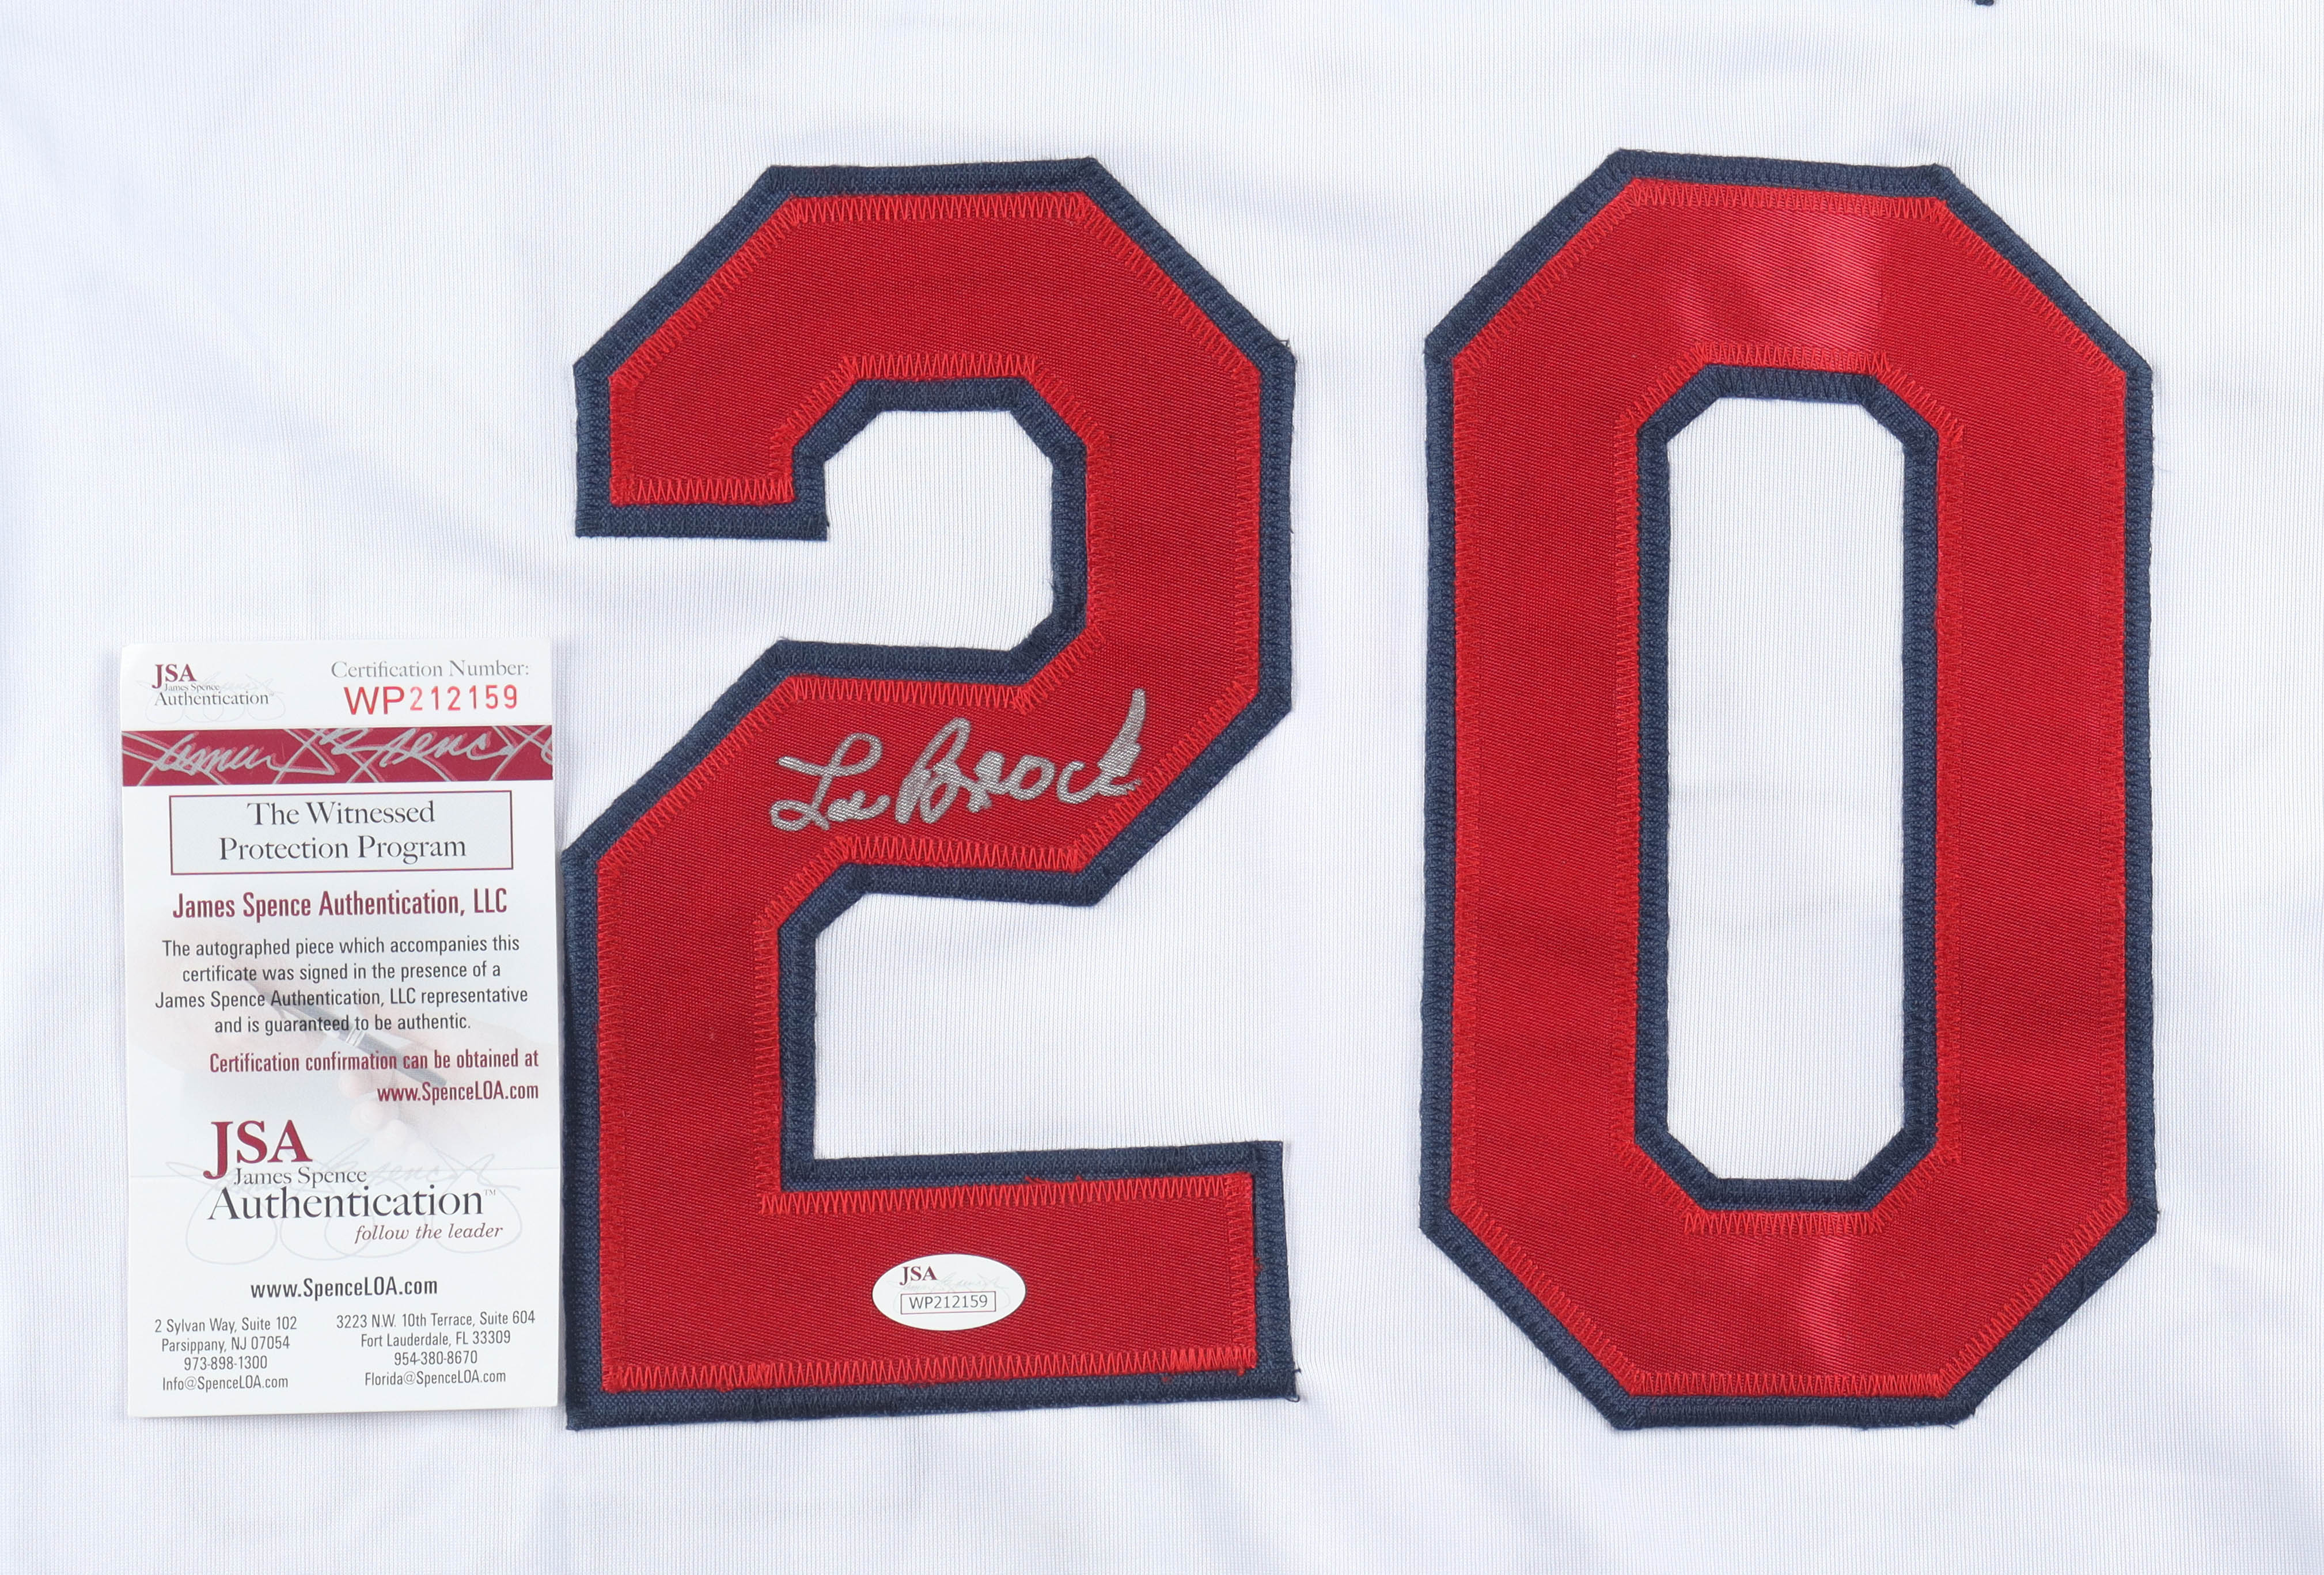 JSA
James Spence
Authentication
Certification Number:
WP212159
The Witnessed
Protection Program
James Spence Authentication, LLC
The autographed piece which accompanies this
certificate was signed in the presence of a
James Spence Authentication, LLC representative
and is guaranteed to be authentic.
Certification confirmation can be obtained at
www.SpenceLOA.com
JSA
James Spence
Authentication™
follow the leader
www.SpenceLOA.com
2 Sylvan Way, Suite 102
Parsippany, NJ 07054
973-898-1300
Info@SpenceLOA.com
3223 N.W. 10th Terrace, Suite 604
Fort Lauderdale, FL 33309
954-380-8670
Florida@SpenceLOA.com
20
Lou Brock
JSA
WP212159